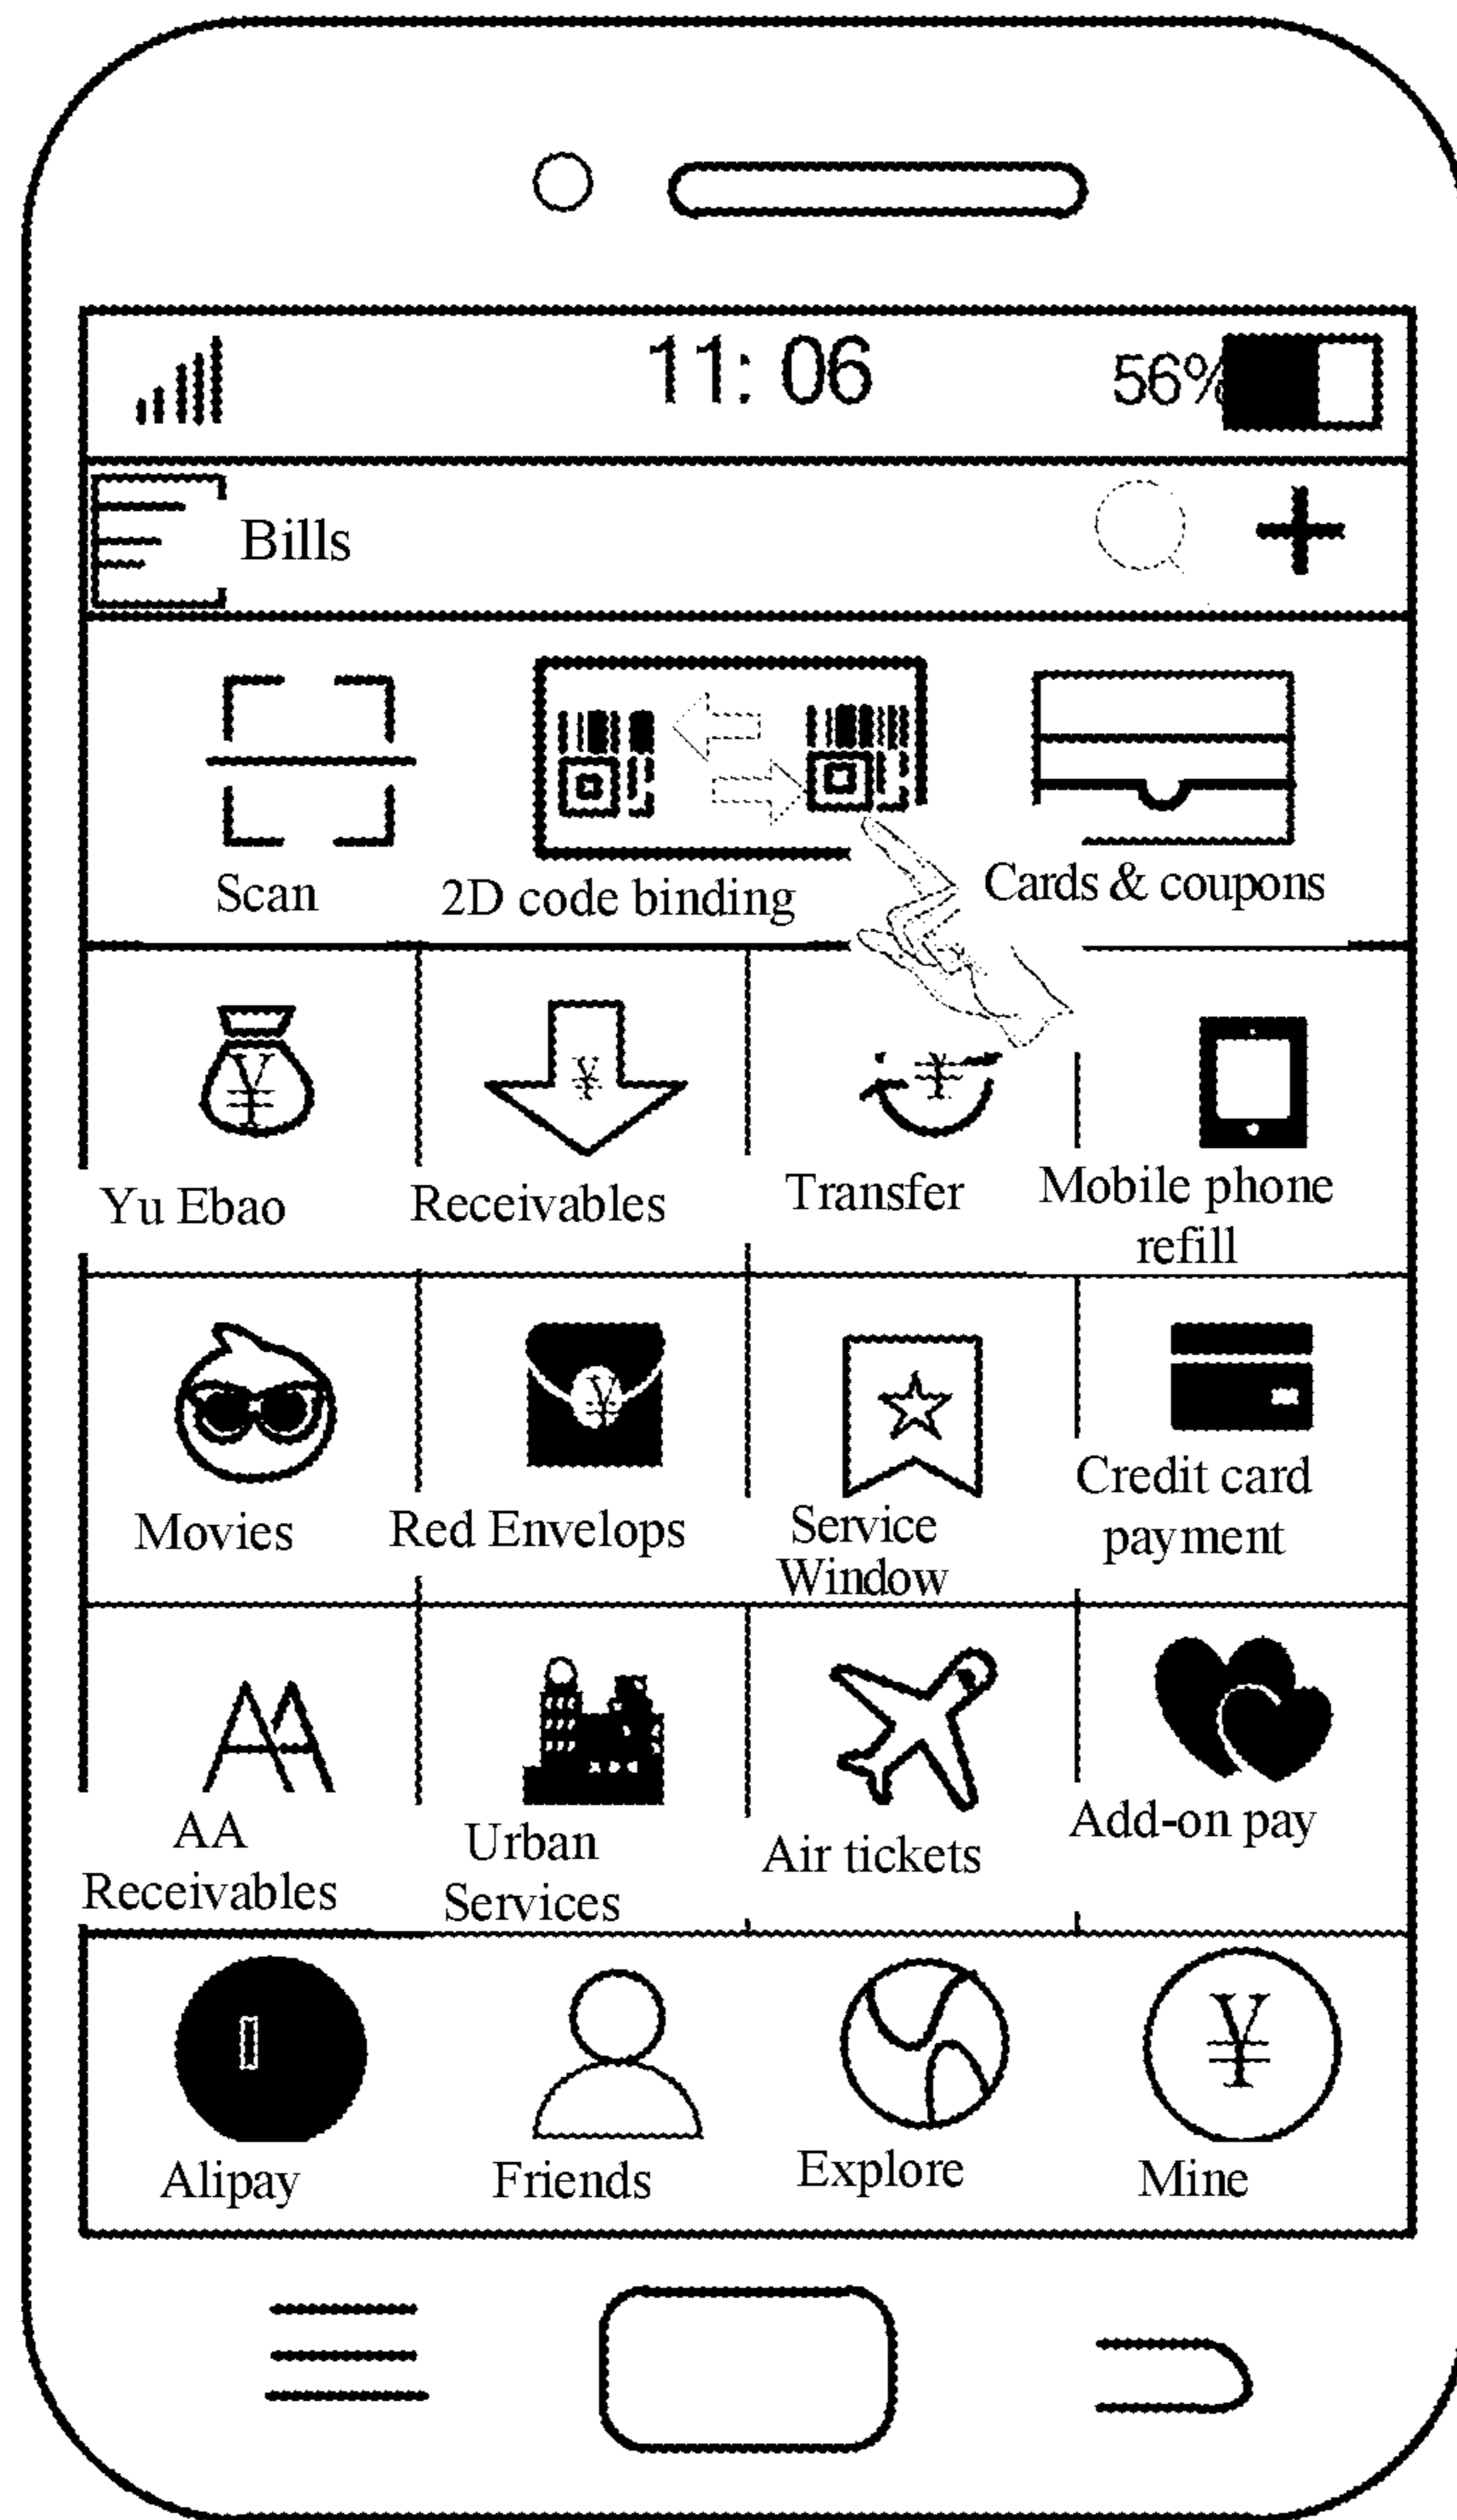 11: 06 56%
Bills
Scan 2D code binding Cards & coupons
¥ ¥ ¥
Yu Ebao Receivables Transfer Mobile phone
refill
¥
Movies Red Envelops Service Credit card
Window payment
AA Urban Air tickets Add-on pay
Receivables Services
¥
Alipay Friends Explore Mine